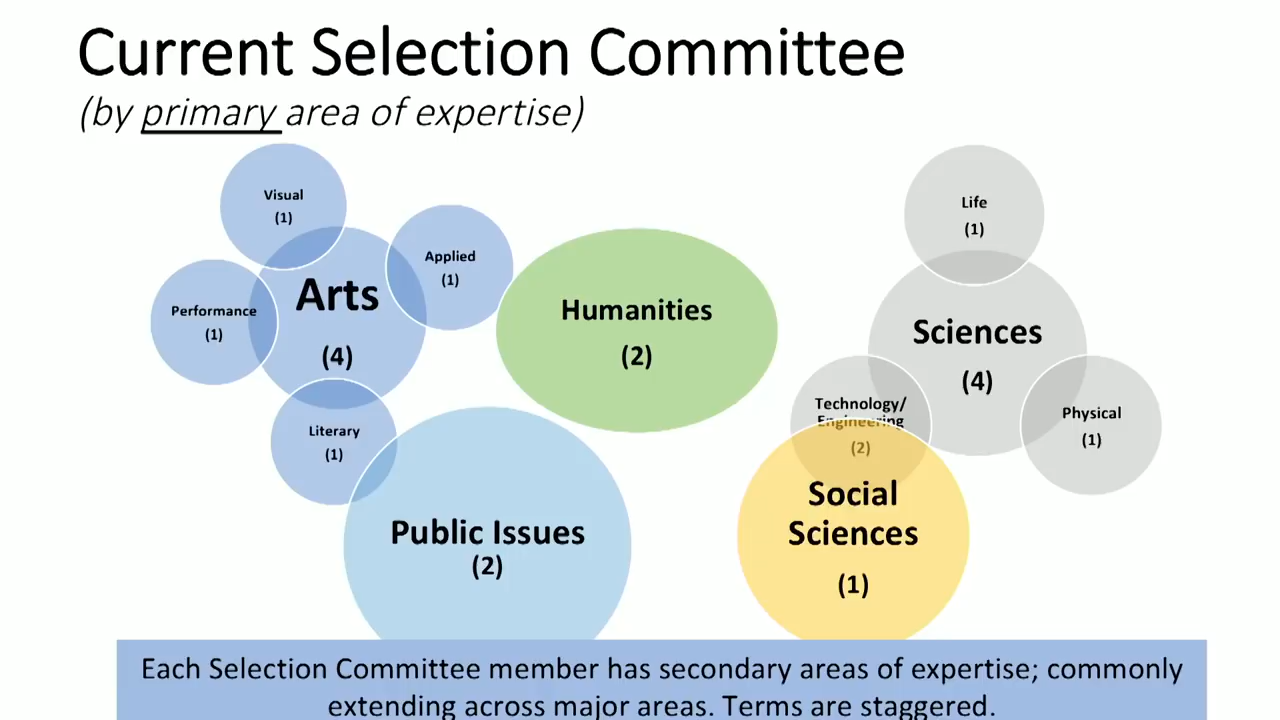 Current Selection Committee
(by primary area of expertise)
Visual
(1)
Applied
(1)
Performance
(1)
Arts
(4)
Literary
(1)
Humanities
(2)
Public Issues
(2)
Life
(1)
Sciences
(4)
Technology/
Engineering
(2)
Physical
(1)
Social
Sciences
(1)
Each Selection Committee member has secondary areas of expertise; commonly
extending across major areas. Terms are staggered.